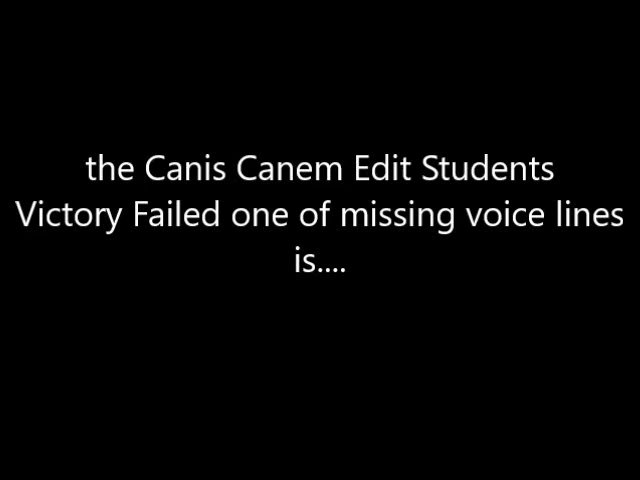 the Canis Canem Edit Students
Victory Failed one of missing voice lines
is....